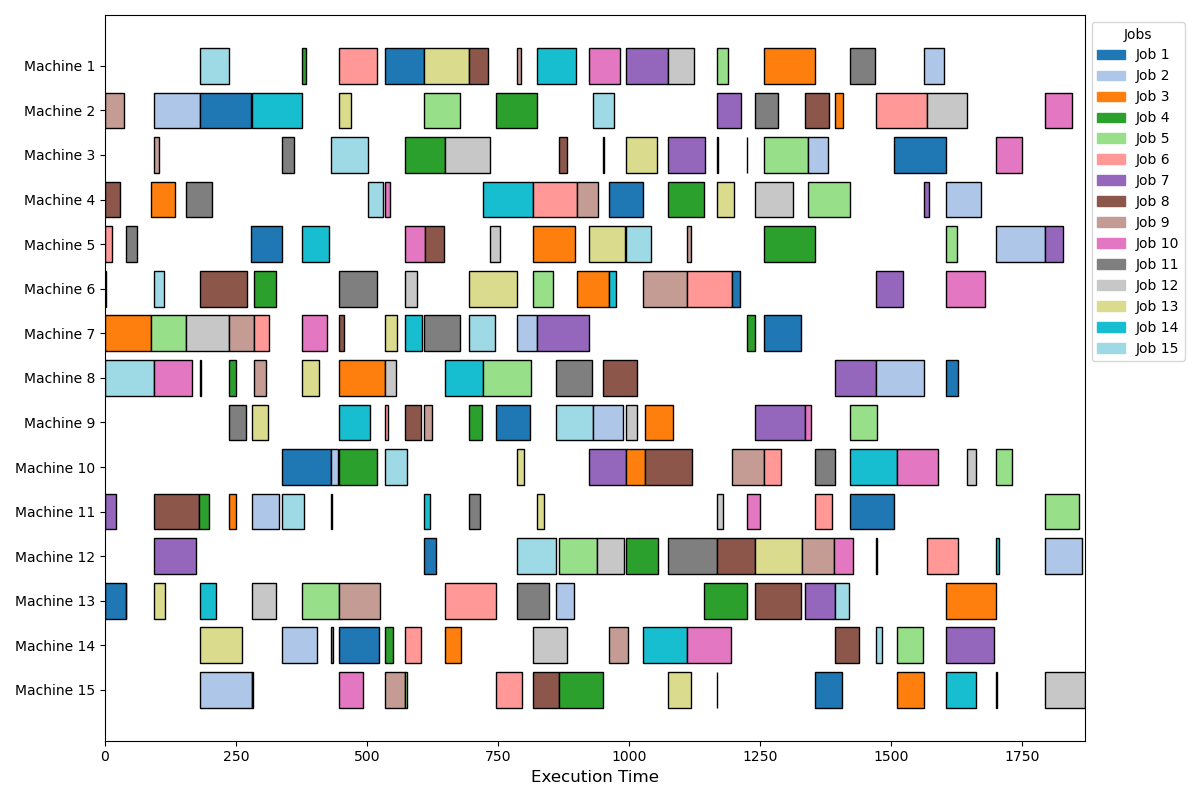 Machine 1
Machine 2
Machine 3
Machine 4
Machine 5
Machine 6
Machine 7
Machine 8
Machine 9
Machine 10
Machine 11
Machine 12
Machine 13
Machine 14
Machine 15
0 250 500 750 1000 1250 1500 1750
Execution Time
Jobs
Job 1
Job 2
Job 3
Job 4
Job 5
Job 6
Job 7
Job 8
Job 9
Job 10
Job 11
Job 12
Job 13
Job 14
Job 15